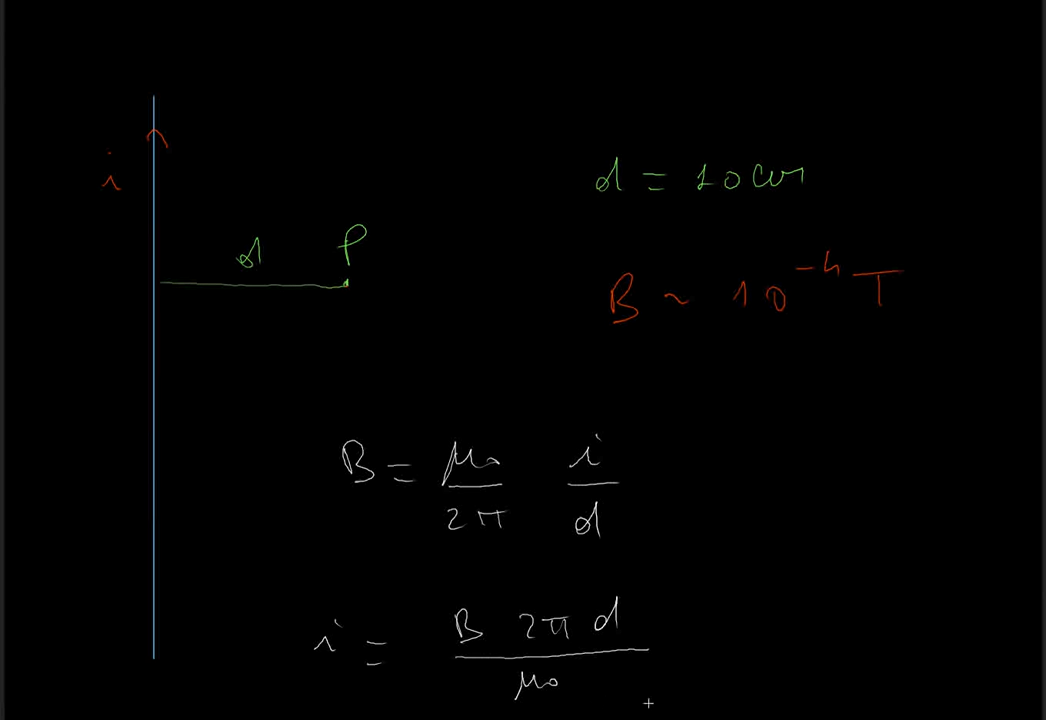 i
d P
d = 10 cm
B ~ 10⁻⁴ T
B = μ₀/2π i/d
i = B 2π d/μ₀